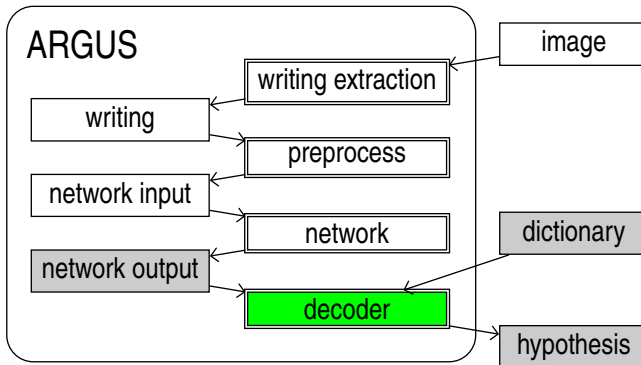 ARGUS
image
writing extraction
writing
preprocess
network input
network
dictionary
network output
decoder
hypothesis